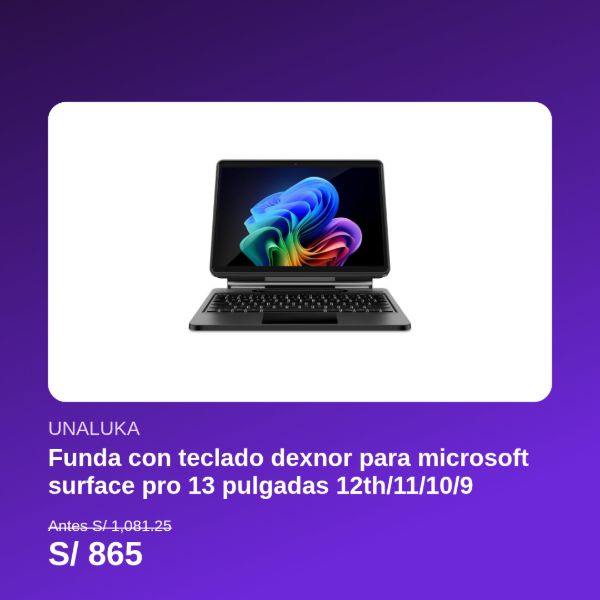 UNALUKA
Funda con teclado dexnor para microsoft
surface pro 13 pulgadas 12th/11/10/9
Antes S/ 1,081.25
S/ 865